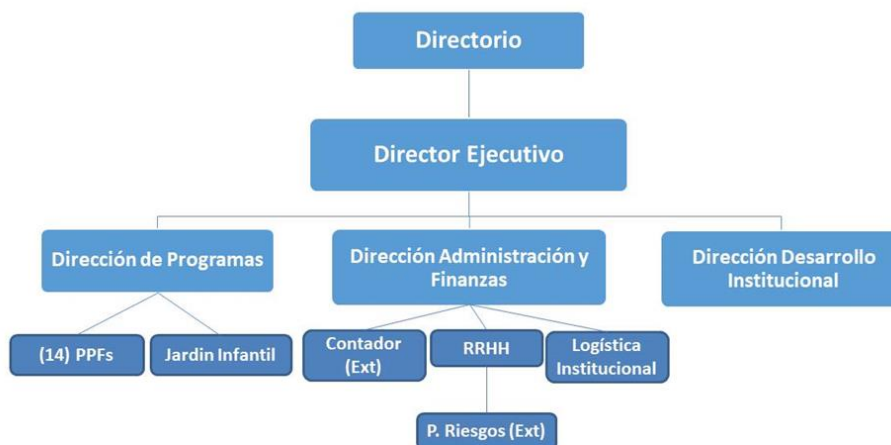 Directorio
Director Ejecutivo
Dirección de Programas
Dirección Administración y
Finanzas
Dirección Desarrollo
Institucional
(14) PPFs
Jardin Infantil
Contador
(Ext)
RRHH
Logística
Institucional
P. Riesgos (Ext)